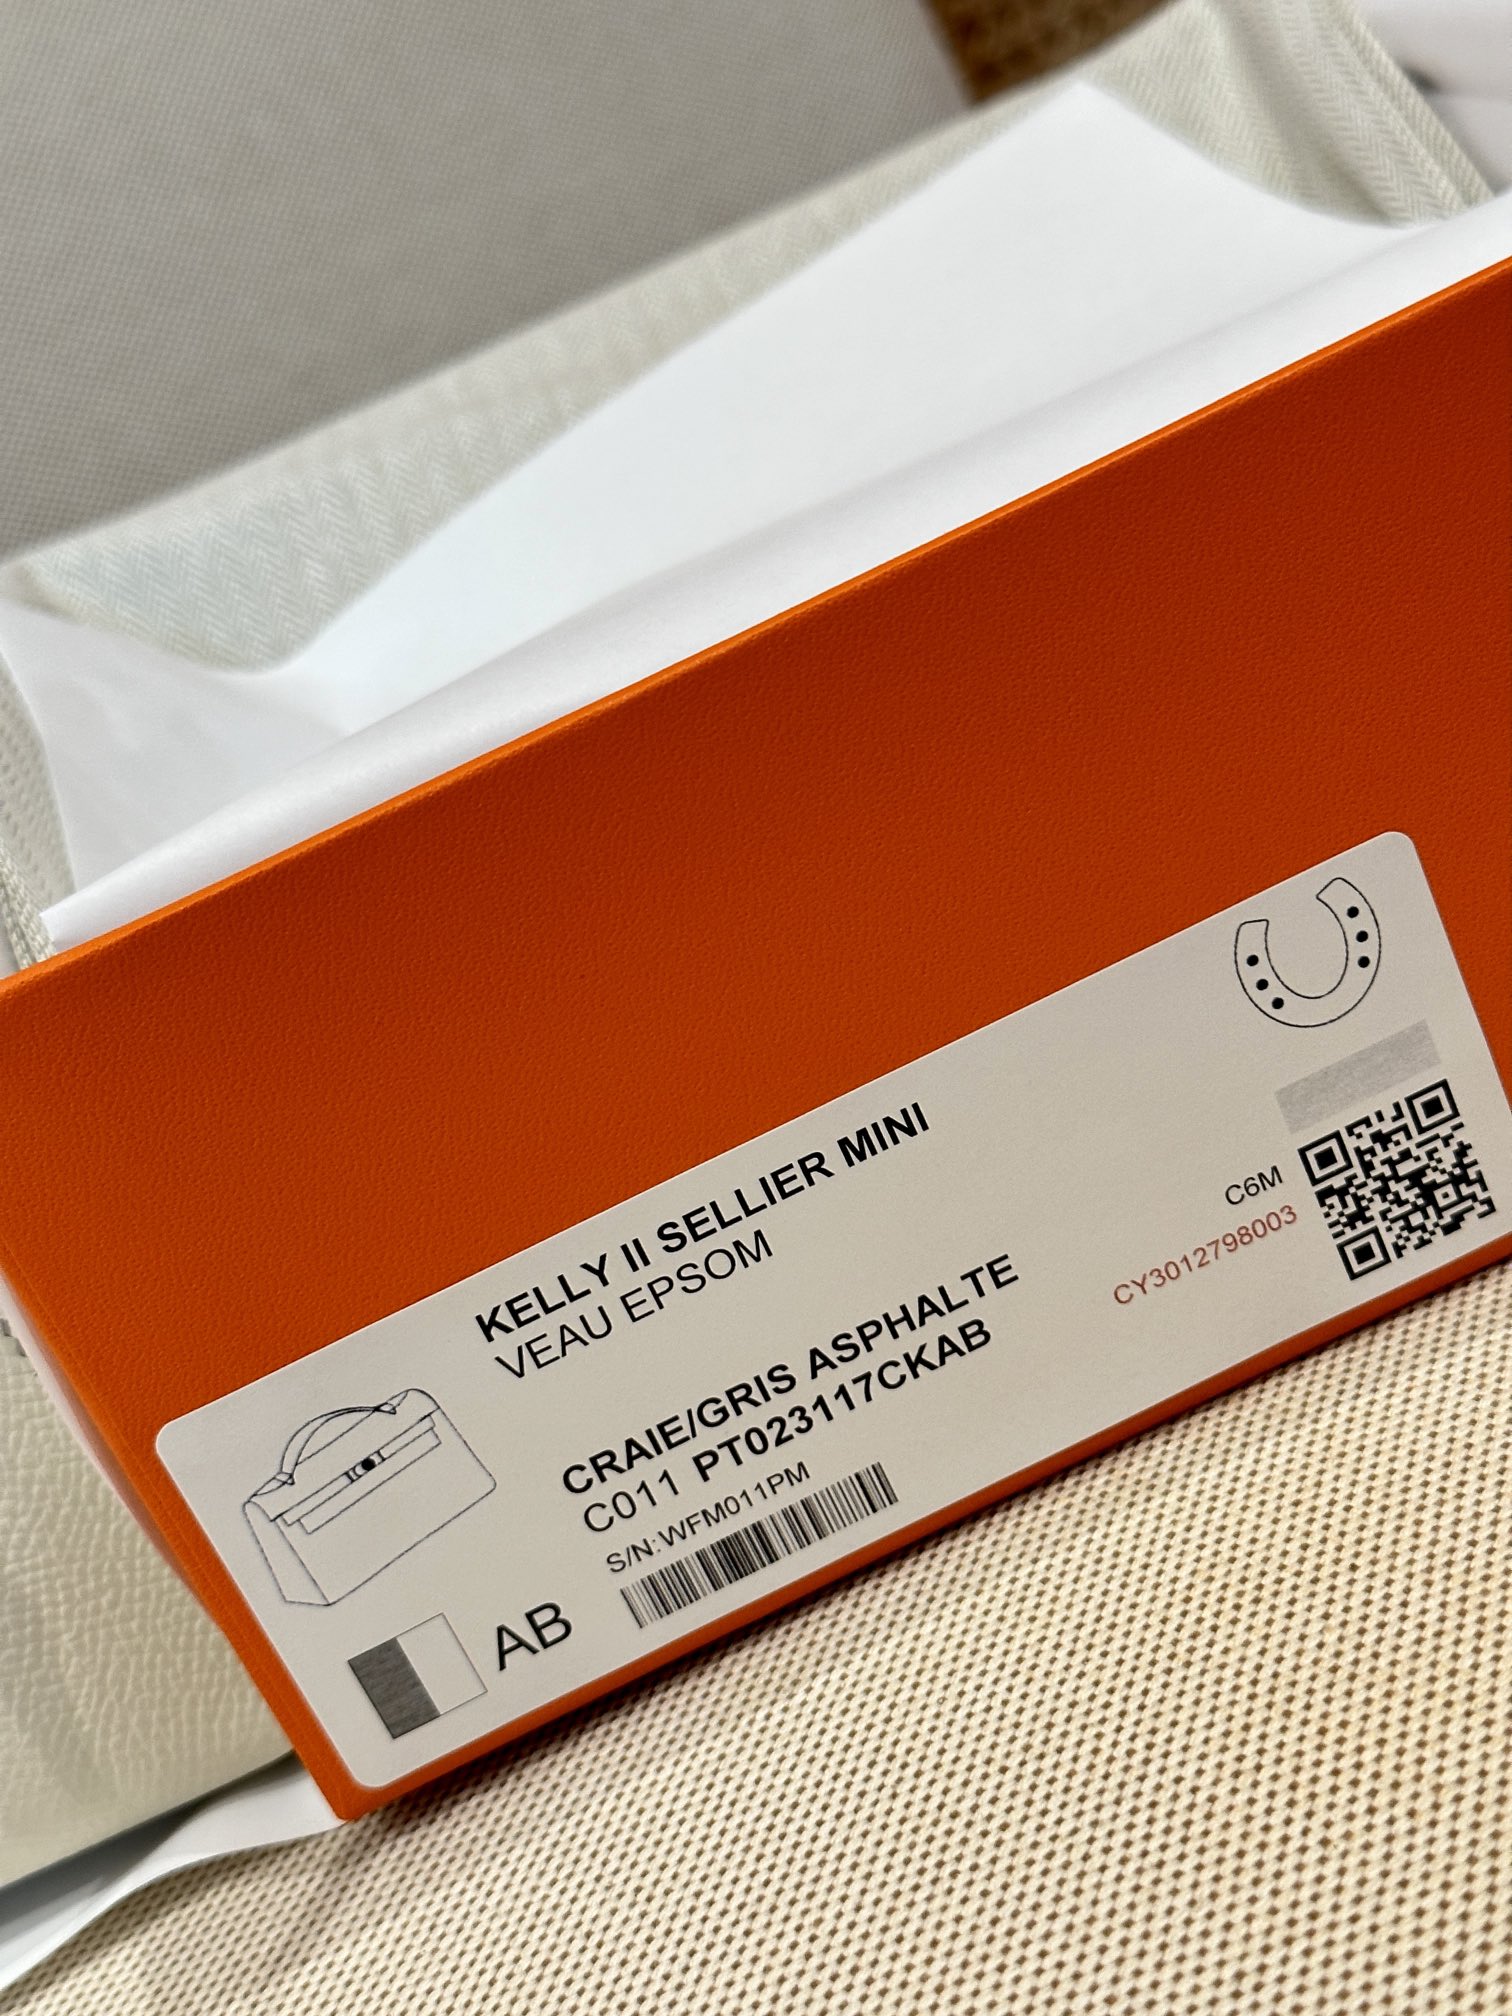 KELLY II SELLIER MINI
VEAU EPSOM
CRAIE/GRIS ASPHALTE
C011 PT023117CKAB
S/N:WFM011PM
AB
C6M
CY3012798003